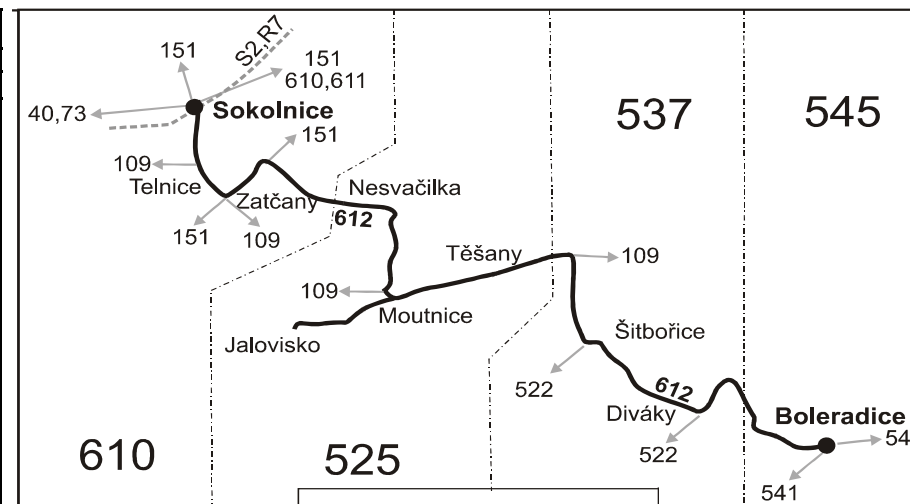 151
S2,R7
151
610,611
40,73
Sokolnice
537
545
151
109
Telnice
Zatčany
Nesvačilka
612
151
109
Těšany
109
109
Moutnice
Jalovisko
Šitbořice
522
612
Diváky
Boleradice
522
54
541
610
525